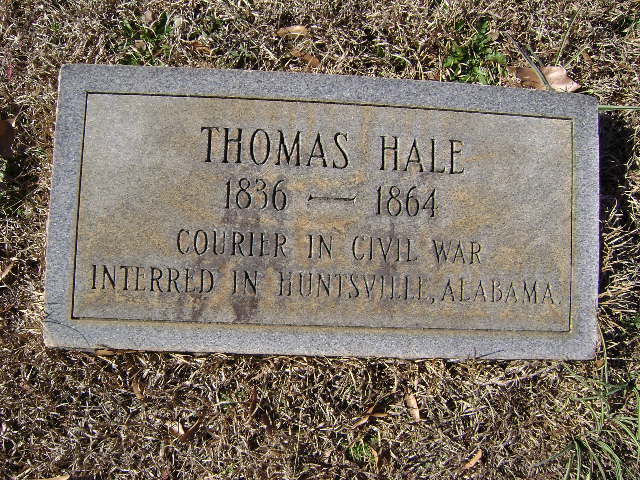 THOMAS HALE
1836 — 1864
COURIER IN CIVIL WAR
INTERRED IN HUNTSVILLE, ALABAMA.